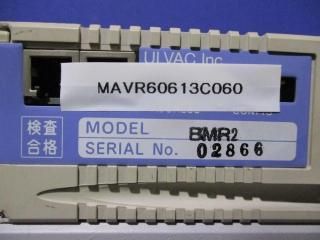 ULVAC Inc
MAVR60613C060
検査
合格
MODEL BMR2
SERIAL No. 02866